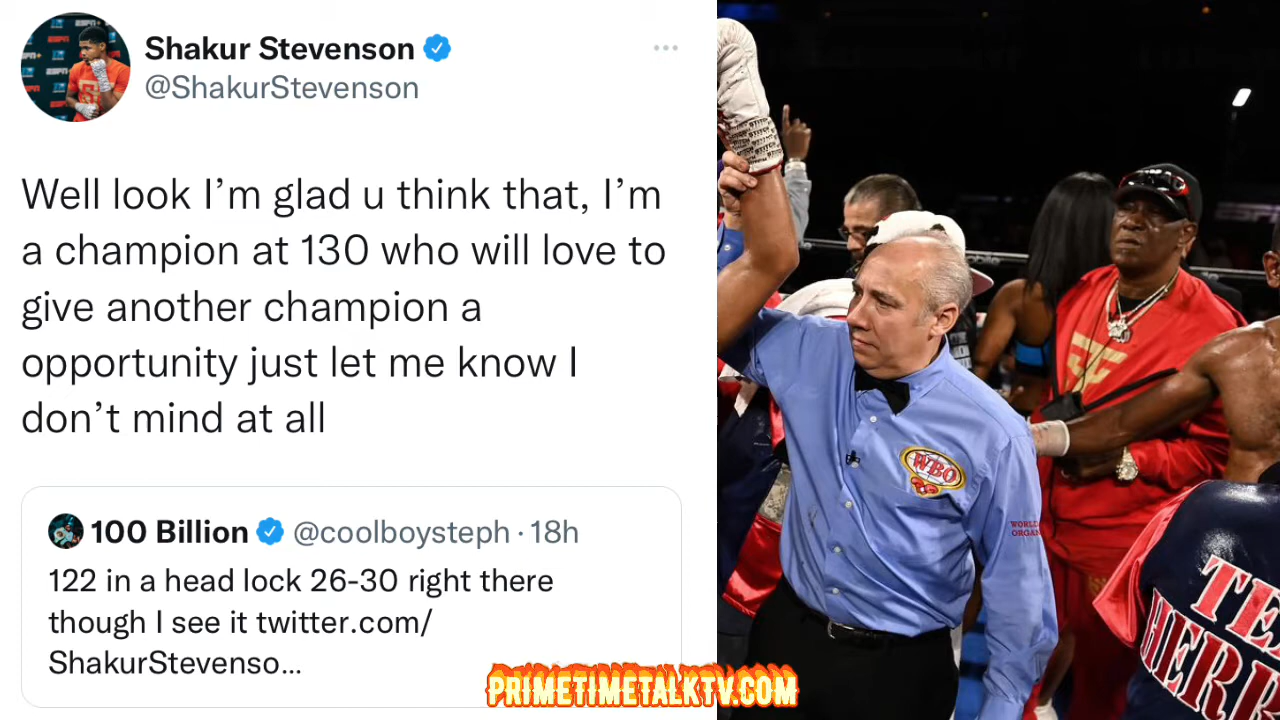 Shakur Stevenson
@ShakurStevenson
Well look I’m glad u think that, I’m
a champion at 130 who will love to
give another champion a
opportunity just let me know I
don’t mind at all
100 Billion @coolboysteph · 18h
122 in a head lock 26-30 right there
though I see it twitter.com/
ShakurStevenso...
PRIMETIMETALKTV.COM
WBO
WORLD